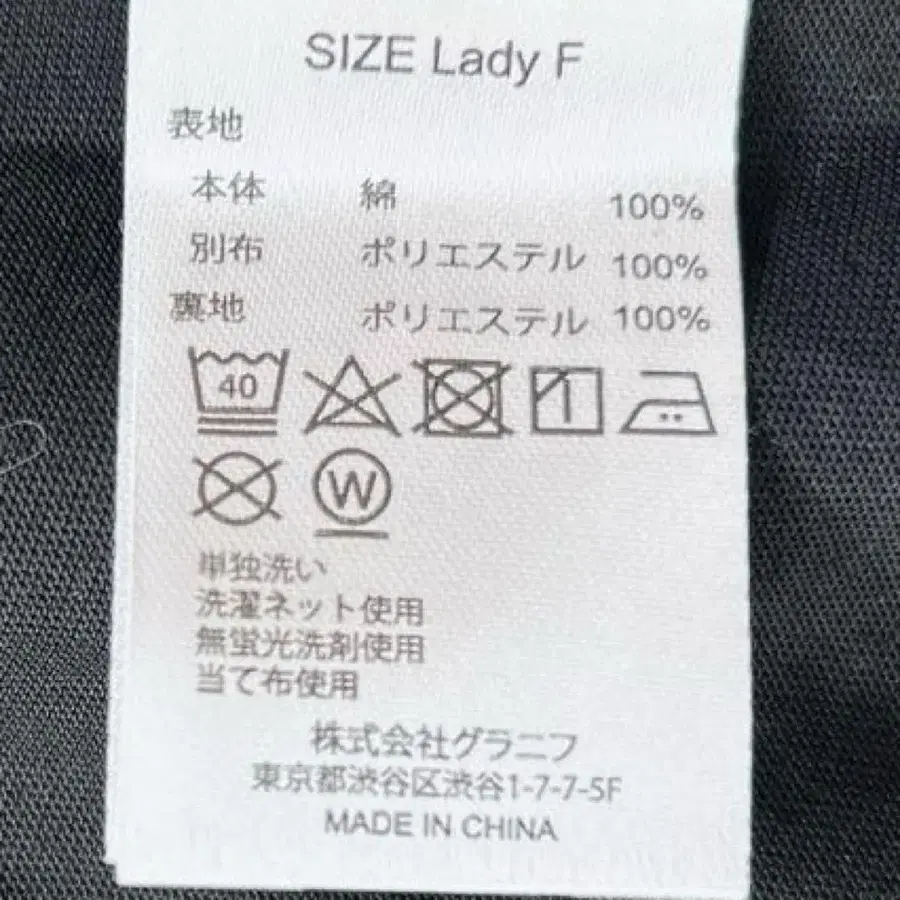 SIZE Lady F
表地
本体 綿 100%
別布 ポリエステル 100%
裏地 ポリエステル 100%
40
W
単独洗い
洗濯ネット使用
無蛍光洗剤使用
当て布使用
株式会社グラニフ
東京都渋谷区渋谷1-7-7-5F
MADE IN CHINA